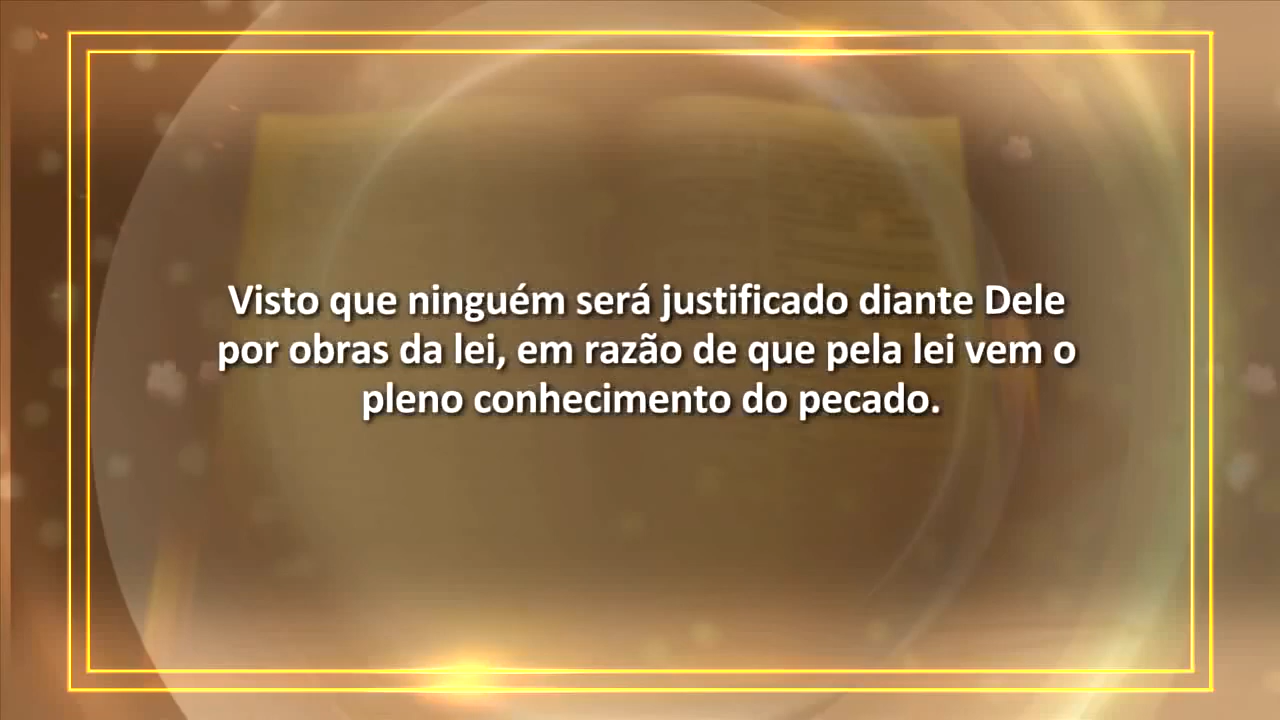 Visto que ninguém será justificado diante Dele
por obras da lei, em razão de que pela lei vem o
pleno conhecimento do pecado.